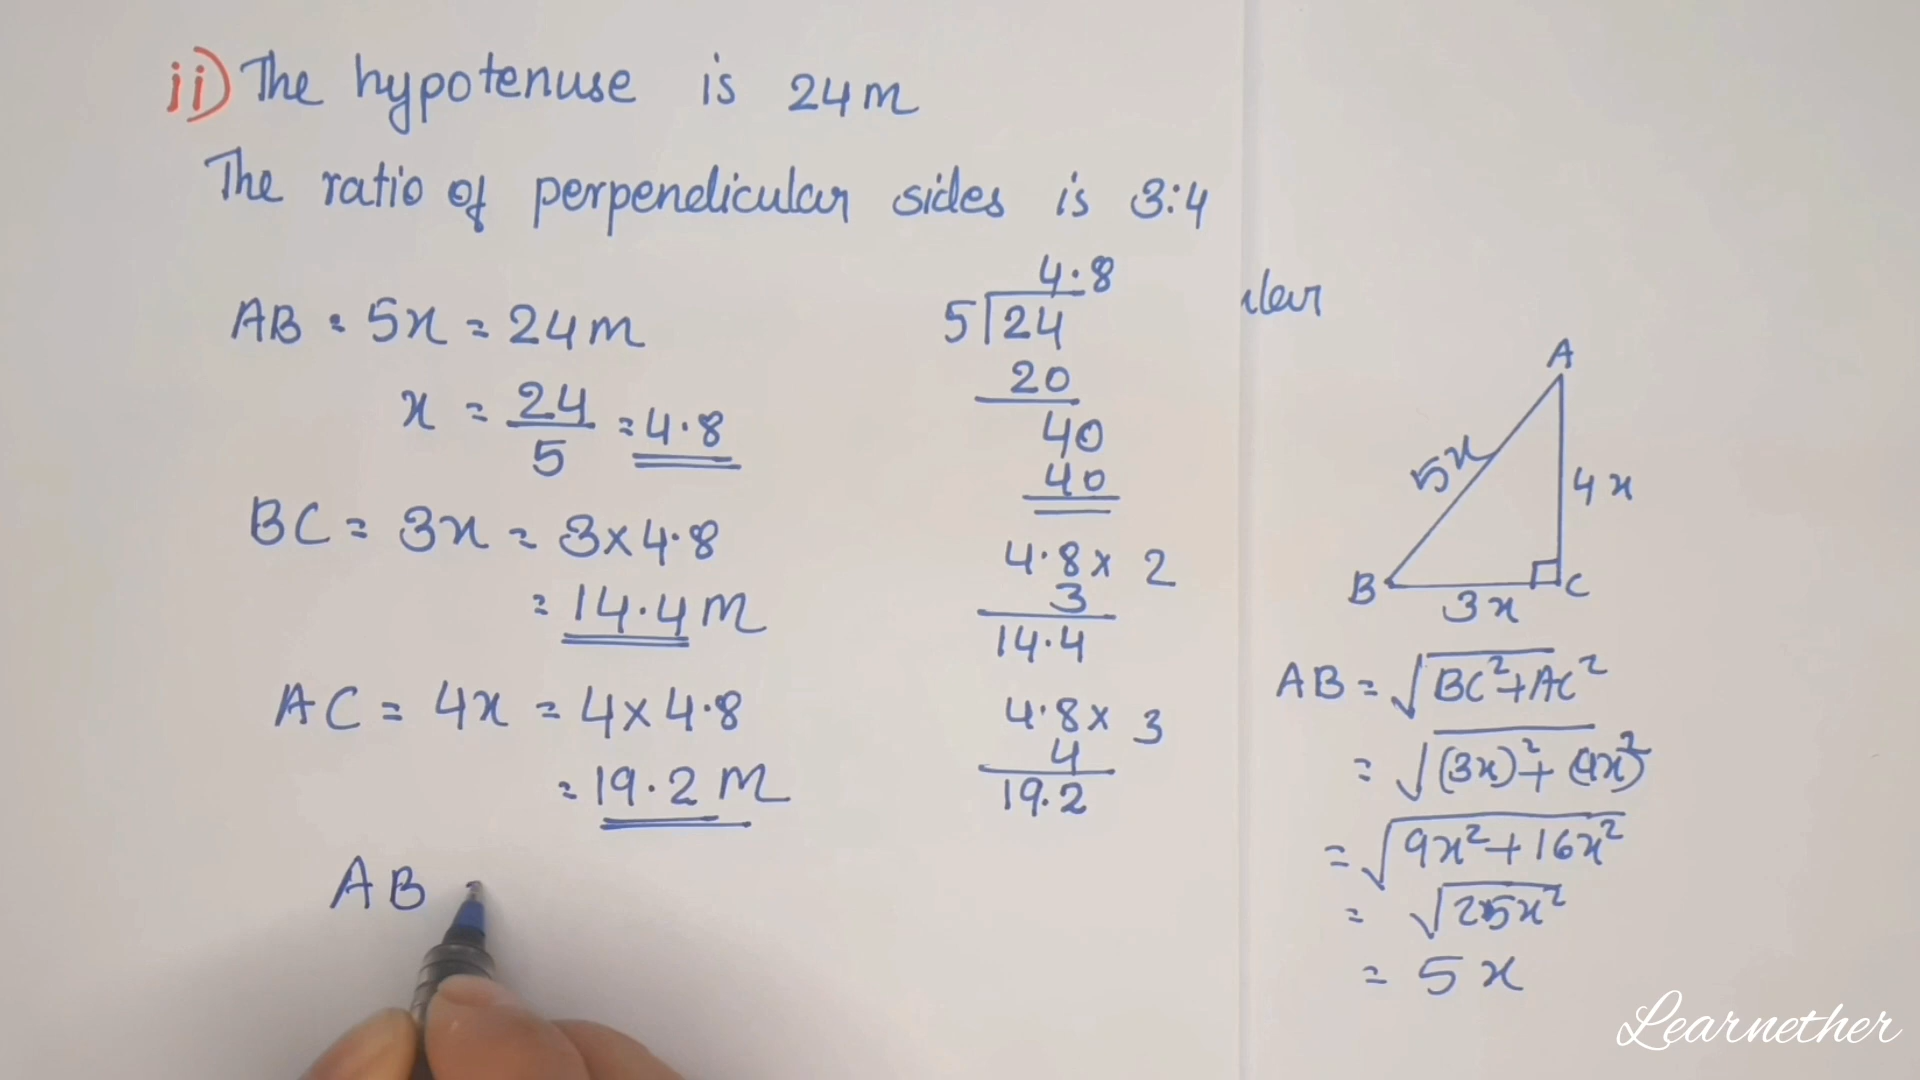 ii) The hypotenuse is 24m
The ratio of perpendicular sides is 3:4
AB = 5x = 24m
x = 24/5 = 4.8
BC = 3x = 3×4.8
= 14.4 m
AC = 4x = 4×4.8
= 19.2 m
AB
4.8
5 24
20
40
40
4.8 × 2
3
14.4
4.8 × 3
4
19.2
A
5x
4x
B
C
3x
AB = √BC²+AC²
= √(3x)²+(4x)²
= √9x²+16x²
= √25x²
= 5x
Learnether